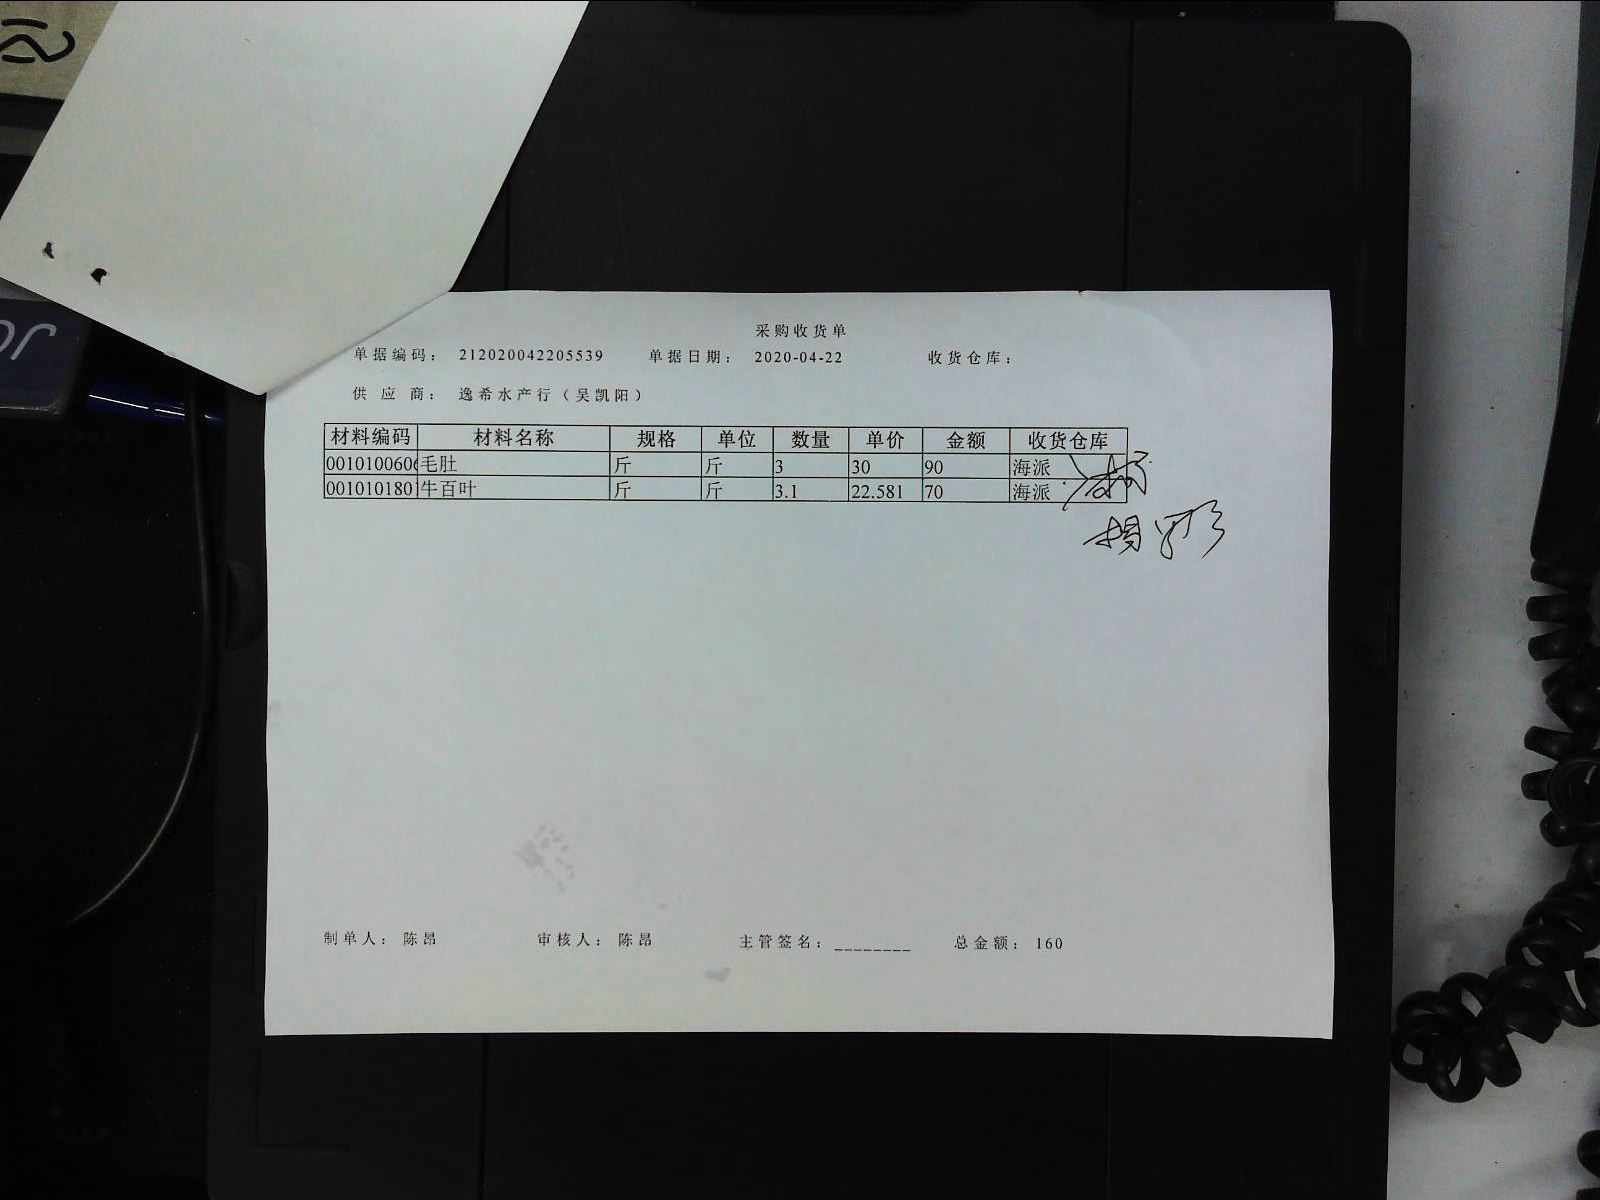 采购收货单
单据编码: 212020042205539 单据日期: 2020-04-22 收货仓库:
供应商: 逸希水产行(吴凯阳)
材料编码 材料名称 规格 单位 数量 单价 金额 收货仓库
0010100606 毛肚 斤 斤 3 30 90 海派
001010180 牛百叶 斤 斤 3.1 22.581 70 海派
制单人: 陈昂 审核人: 陈昂 主管签名: ________ 总金额: 160